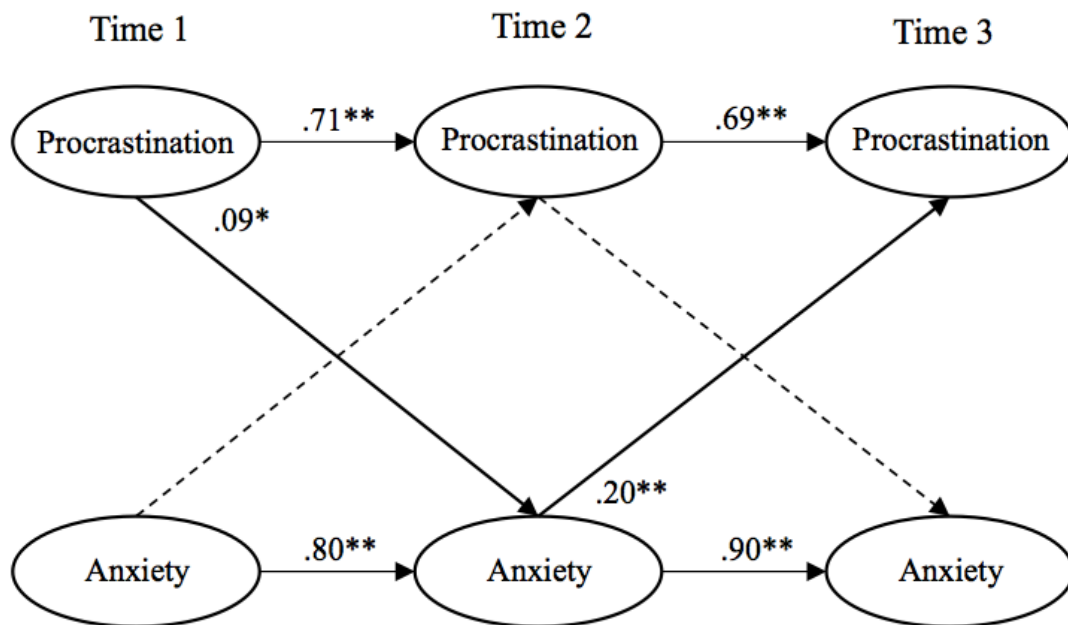 Time 1
Time 2
Time 3
Procrastination
.71**
Procrastination
.69**
Procrastination
.09*
.20**
Anxiety
.80**
Anxiety
.90**
Anxiety